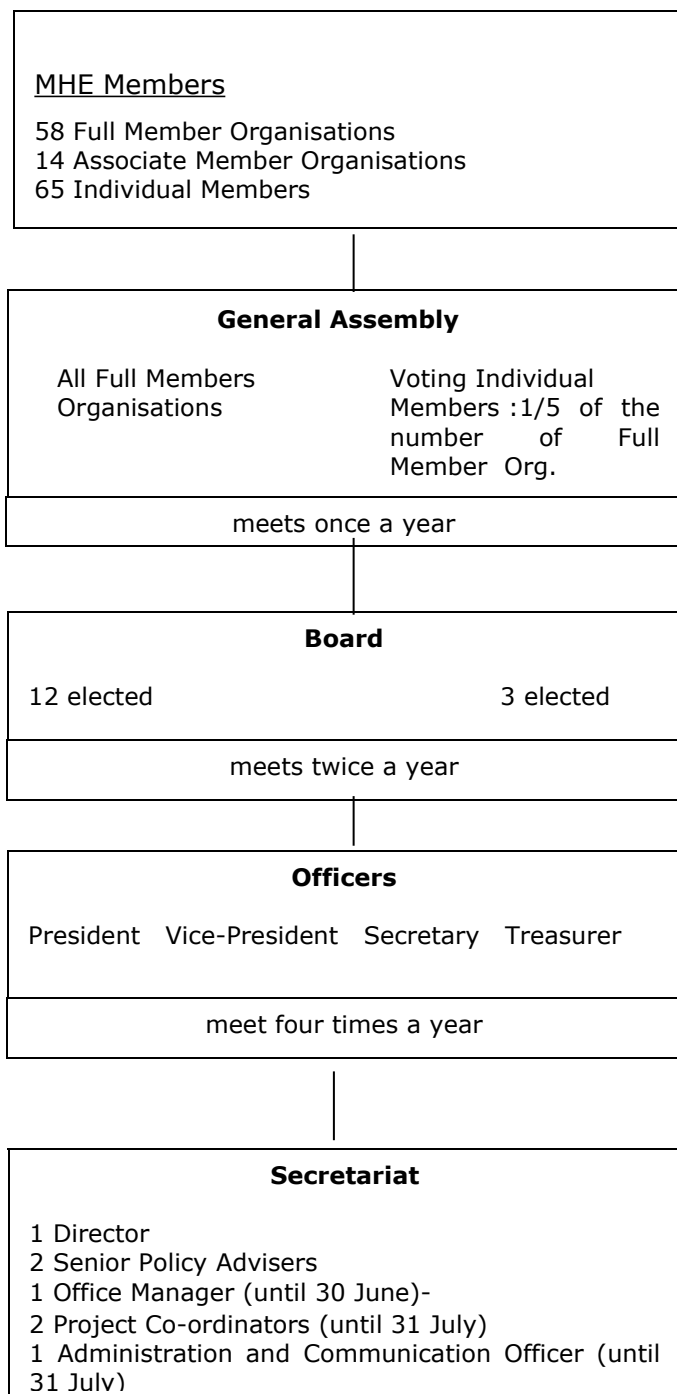 MHE Members
58 Full Member Organisations
14 Associate Member Organisations
65 Individual Members
General Assembly
All Full Members
Organisations
Voting Individual
Members :1/5 of the
number of Full
Member Org.
meets once a year
Board
12 elected
3 elected
meets twice a year
Officers
President Vice-President Secretary Treasurer
meet four times a year
Secretariat
1 Director
2 Senior Policy Advisers
1 Office Manager (until 30 June)-
2 Project Co-ordinators (until 31 July)
1 Administration and Communication Officer (until
31 July)